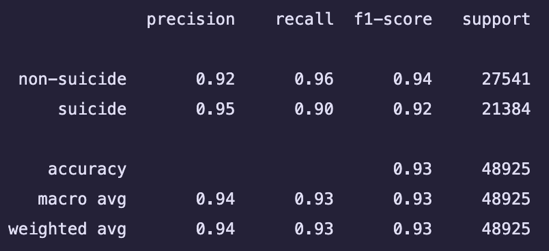 precision recall f1-score support
non-suicide 0.92 0.96 0.94 27541
suicide 0.95 0.90 0.92 21384
accuracy 0.93 48925
macro avg 0.94 0.93 0.93 48925
weighted avg 0.94 0.93 0.93 48925